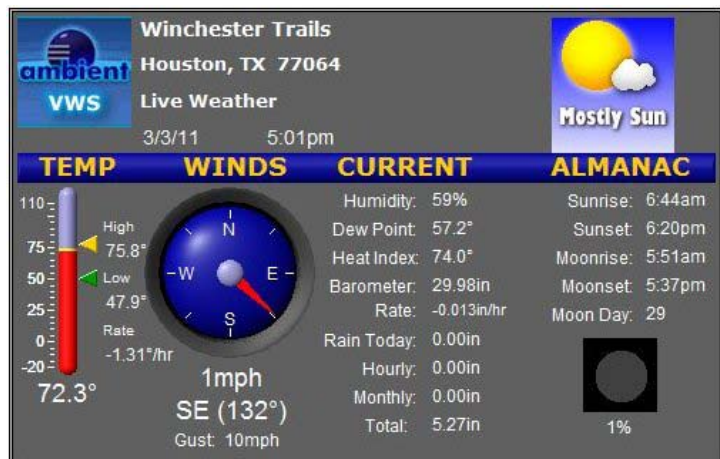 ambient
VWS
Winchester Trails
Houston, TX 77064
Live Weather
3/3/11 5:01pm
Mostly Sun
TEMP WINDS CURRENT ALMANAC
110
75
50
25
0
-20
High
75.8°
Low
47.9°
Rate
-1.31°/hr
72.3°
N
W E
S
1mph
SE (132°)
Gust: 10mph
Humidity: 59%
Dew Point: 57.2°
Heat Index: 74.0°
Barometer: 29.98in
Rate: -0.013in/hr
Rain Today: 0.00in
Hourly: 0.00in
Monthly: 0.00in
Total: 5.27in
Sunrise: 6:44am
Sunset: 6:20pm
Moonrise: 5:51am
Moonset: 5:37pm
Moon Day: 29
1%